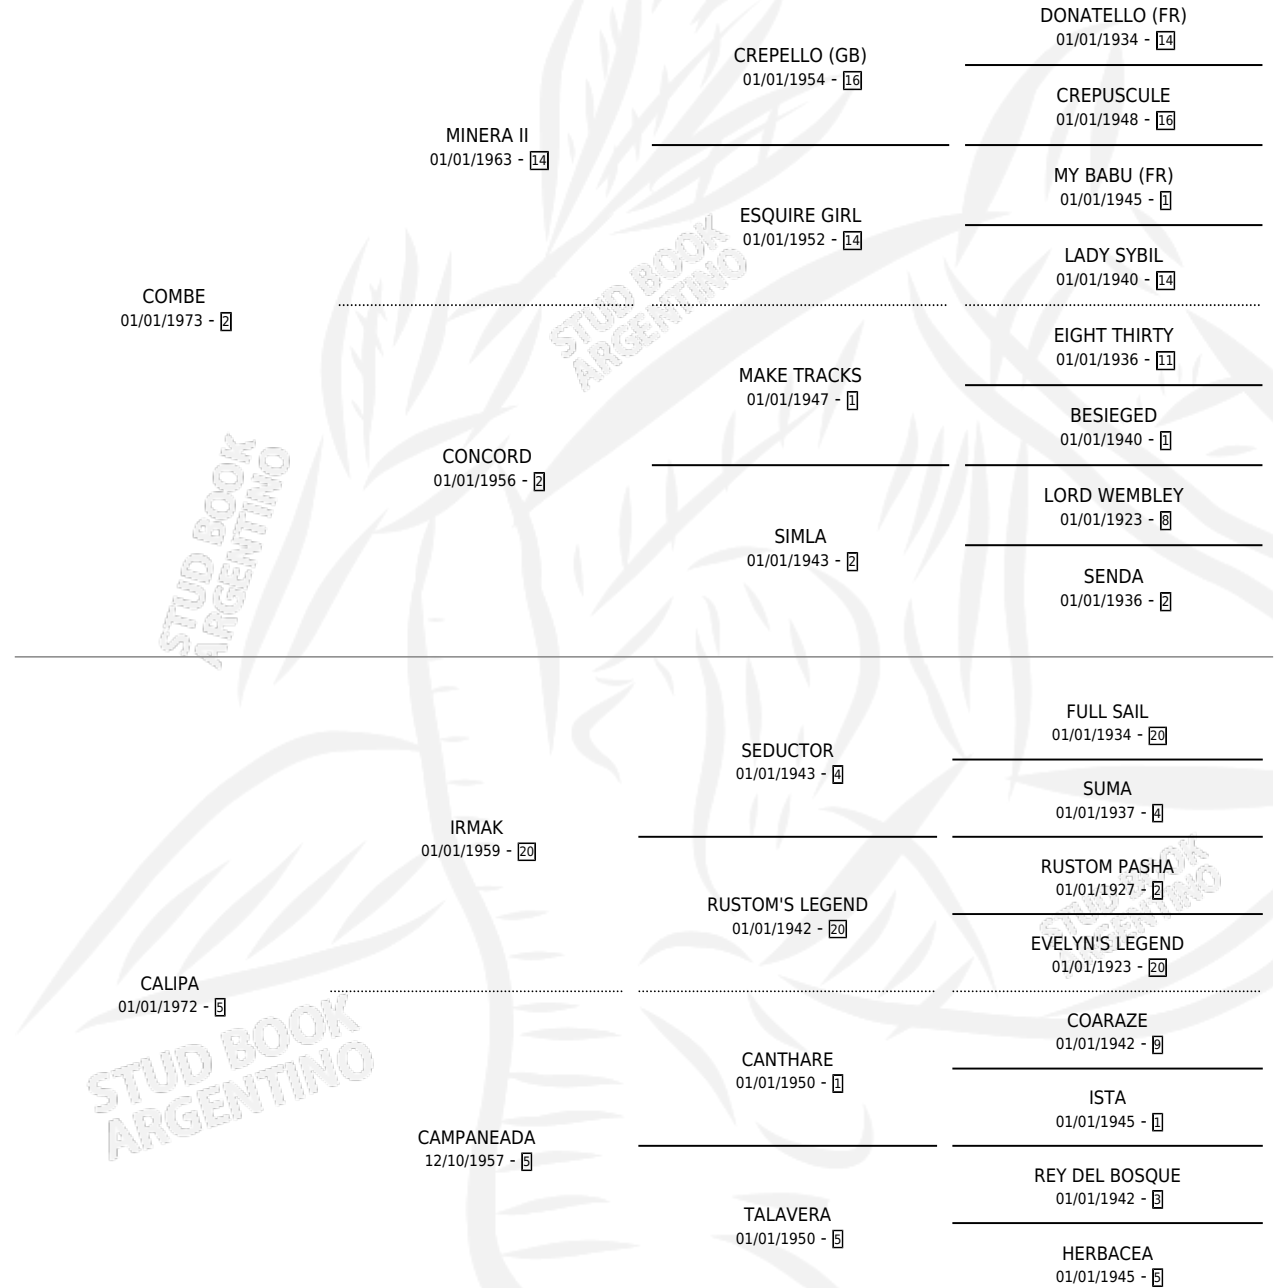 DONATELLO (FR)
01/01/1934 - 14
CREPELLO (GB)
01/01/1954 - 16
CREPUSCULE
01/01/1948 - 16
MINERA II
01/01/1963 - 14
MY BABU (FR)
01/01/1945 - 1
ESQUIRE GIRL
01/01/1952 - 14
LADY SYBIL
01/01/1940 - 14
COMBE
01/01/1973 - 2
EIGHT THIRTY
01/01/1936 - 11
MAKE TRACKS
01/01/1947 - 1
BESIEGED
01/01/1940 - 1
CONCORD
01/01/1956 - 2
LORD WEMBLEY
01/01/1923 - 8
SIMLA
01/01/1943 - 2
SENDA
01/01/1936 - 2
FULL SAIL
01/01/1934 - 20
SEDUCTOR
01/01/1943 - 4
SUMA
01/01/1937 - 4
IRMAK
01/01/1959 - 20
RUSTOM PASHA
01/01/1927 - 2
RUSTOM'S LEGEND
01/01/1942 - 20
EVELYN'S LEGEND
01/01/1923 - 20
CALIPA
01/01/1972 - 5
COARAZE
01/01/1942 - 9
CANTHARE
01/01/1950 - 1
ISTA
01/01/1945 - 1
CAMPANEADA
12/10/1957 - 5
REY DEL BOSQUE
01/01/1942 - 3
TALAVERA
01/01/1950 - 5
HERBACEA
01/01/1945 - 5
STUD BOOK
ARGENTINO
STUD BOOK
ARGENTINO
STUD BOOK
ARGENTINO
STUD BOOK
ARGENTINO